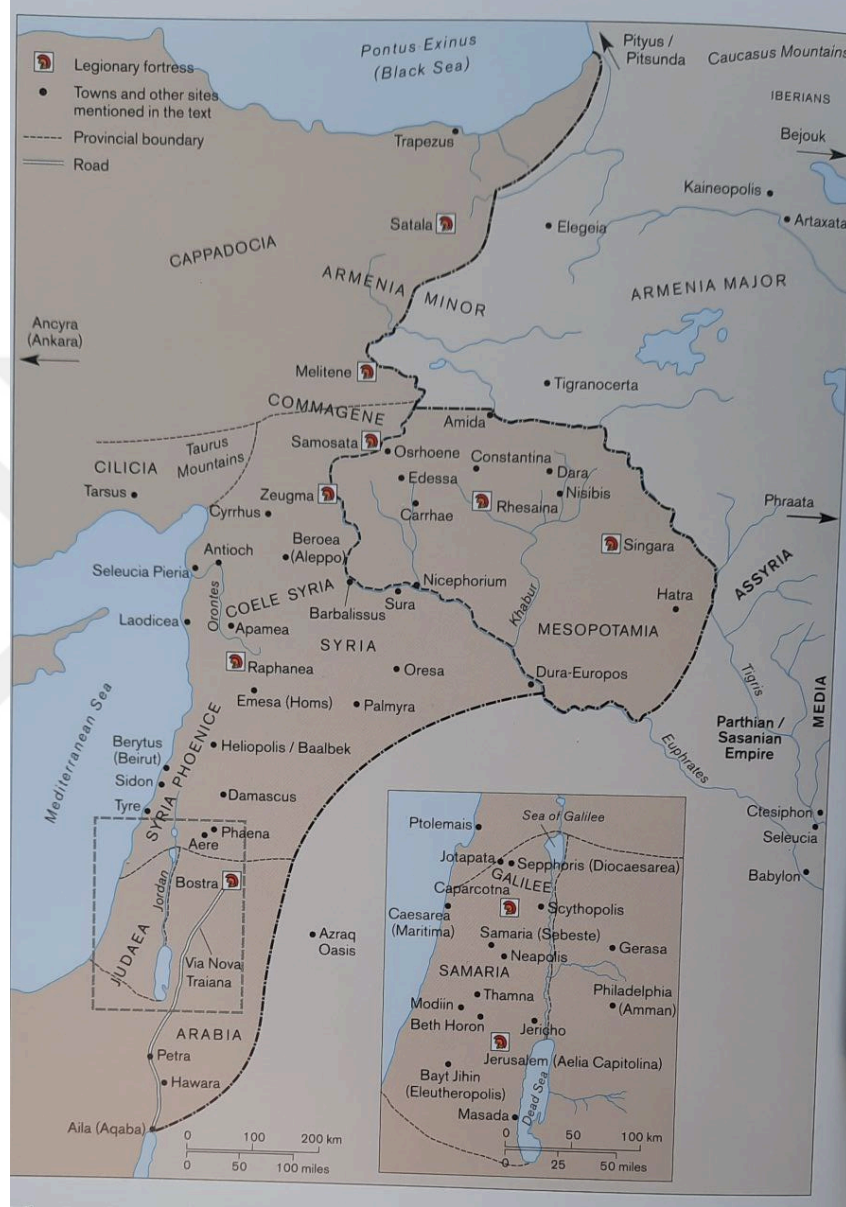 Legionary fortress
Towns and other sites
mentioned in the text
Provincial boundary
Road
Pontus Exinus
(Black Sea)
Pityus /
Pitsunda
Caucasus Mountains
IBERIANS
Bejouk
Trapezus
Kaineopolis
Artaxata
Satala
Elegeia
CAPPADOCIA
ARMENIA MINOR
ARMENIA MAJOR
Ancyra
(Ankara)
Melitene
Tigranocerta
COMMAGENE
Amida
Samosata
Taurus
Mountains
CILICIA
Tarsus
Osrhoene
Constantina
Dara
Edessa
Nisibis
Zeugma
Rhesaina
Carrhae
Phraata
Cyrrhus
Singara
Antioch
Beroea
(Aleppo)
Seleucia Pieria
Nicephorium
ASSYRIA
Orontes
COELE SYRIA
Barbalissus
Sura
Khabur
Hatra
Laodicea
Apamea
SYRIA
MESOPOTAMIA
Raphanea
Oresa
Dura-Europos
Tigris
MEDIA
Emesa (Homs)
Palmyra
Mediterranean Sea
SYRIA PHOENICE
Heliopolis / Baalbek
Berytus
(Beirut)
Sidon
Tyre
Damascus
Parthian /
Sasanian
Empire
Euphrates
Ctesiphon
Seleucia
Babylon
Phaena
Aere
Bostra
Jordan
JUDAEA
Via Nova
Traiana
Azraq
Oasis
ARABIA
Petra
Hawara
Aila (Aqaba)
0 100 200 km
0 50 100 miles
Ptolemais
Sea of Galilee
Jotapata
Sepphoris (Diocaesarea)
GALILEE
Caparcotna
Caesarea
(Maritima)
Scythopolis
Samaria (Sebeste)
Neapolis
Gerasa
SAMARIA
Thamna
Modiin
Philadelphia
(Amman)
Beth Horon
Jericho
Jerusalem (Aelia Capitolina)
Bayt Jihin
(Eleutheropolis)
Dead Sea
Masada
0 50 100 km
0 25 50 miles